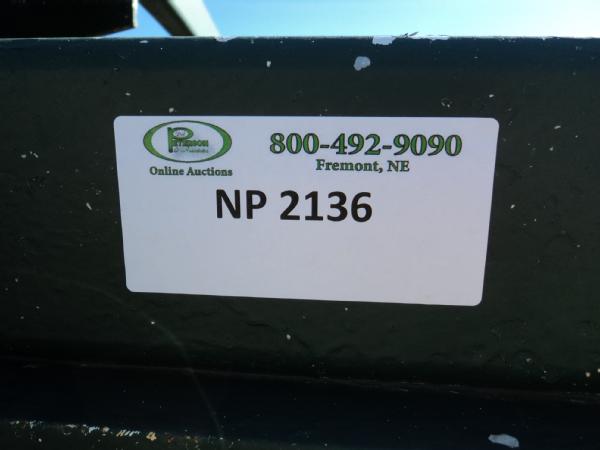 PETERSON
Online Auctions
800-492-9090
Fremont, NE
NP 2136